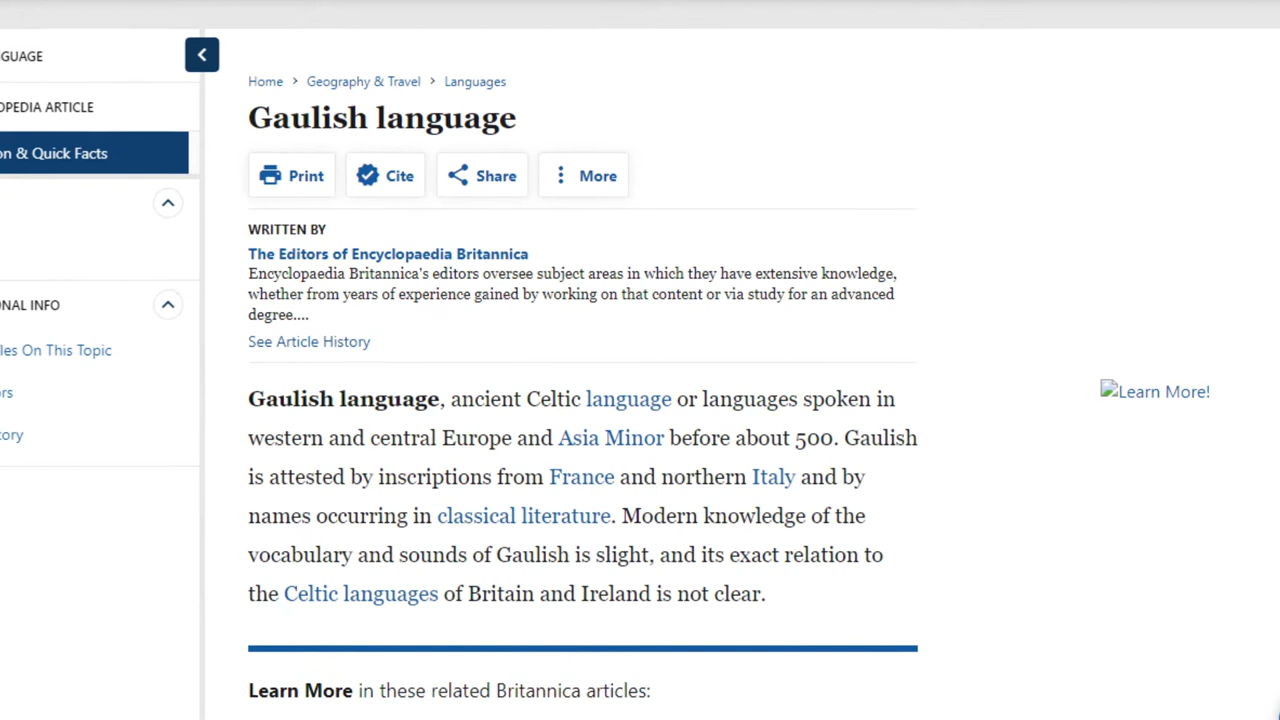 GUAGE
Home > Geography & Travel > Languages
OPEDIA ARTICLE
Gaulish language
on & Quick Facts
Print Cite Share More
WRITTEN BY
The Editors of Encyclopaedia Britannica
Encyclopaedia Britannica's editors oversee subject areas in which they have extensive knowledge,
whether from years of experience gained by working on that content or via study for an advanced
degree....
ONAL INFO
See Article History
les On This Topic
ors
tory
Gaulish language, ancient Celtic language or languages spoken in
western and central Europe and Asia Minor before about 500. Gaulish
is attested by inscriptions from France and northern Italy and by
names occurring in classical literature. Modern knowledge of the
vocabulary and sounds of Gaulish is slight, and its exact relation to
the Celtic languages of Britain and Ireland is not clear.
Learn More!
Learn More in these related Britannica articles: